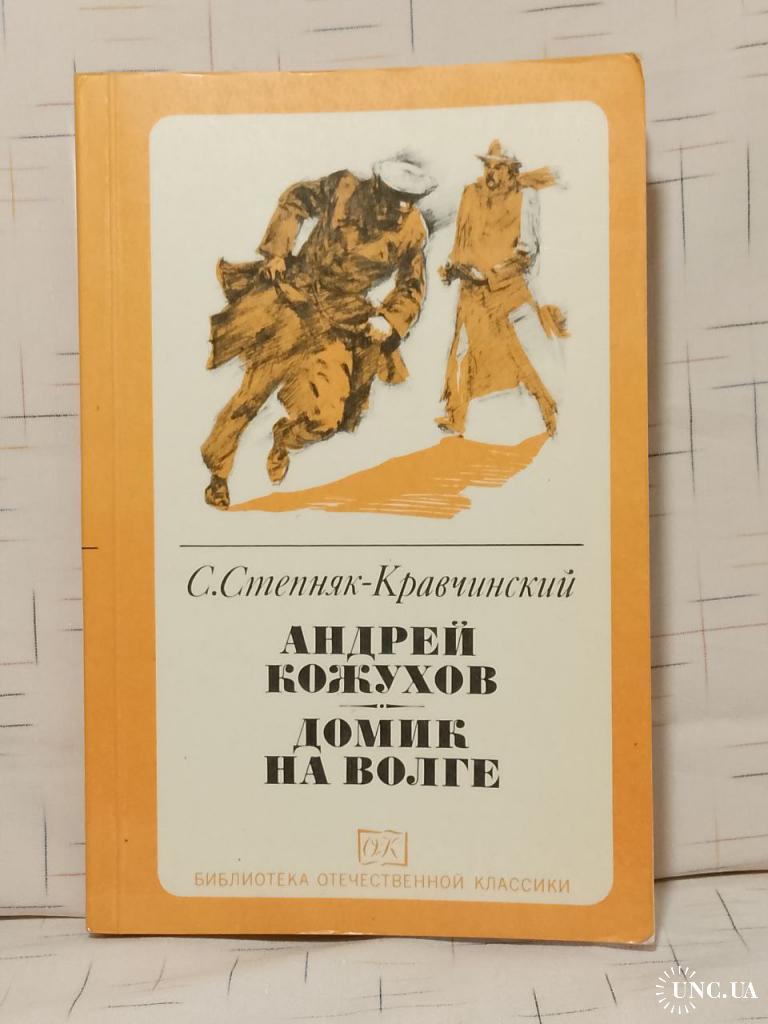 С. Степняк-Кравчинский
АНДРЕЙ
КОЖУХОВ
ДОМИК
НА ВОЛГЕ
ОК
БИБЛИОТЕКА ОТЕЧЕСТВЕННОЙ КЛАССИКИ
UNC.UA